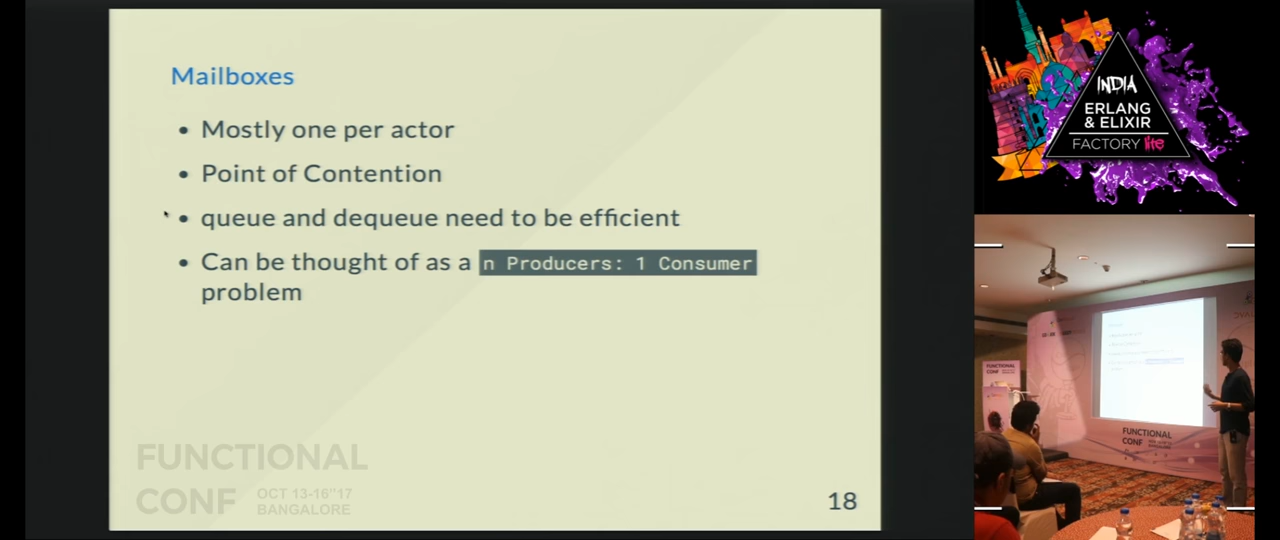 Mailboxes
• Mostly one per actor
• Point of Contention
• queue and dequeue need to be efficient
• Can be thought of as a n Producers: 1 Consumer
problem
FUNCTIONAL
CONF OCT 13-16"17
BANGALORE
18
INDIA
ERLANG
& ELIXIR
FACTORY lite
FUNCTIONAL
CONF
FUNCTIONAL
CONF